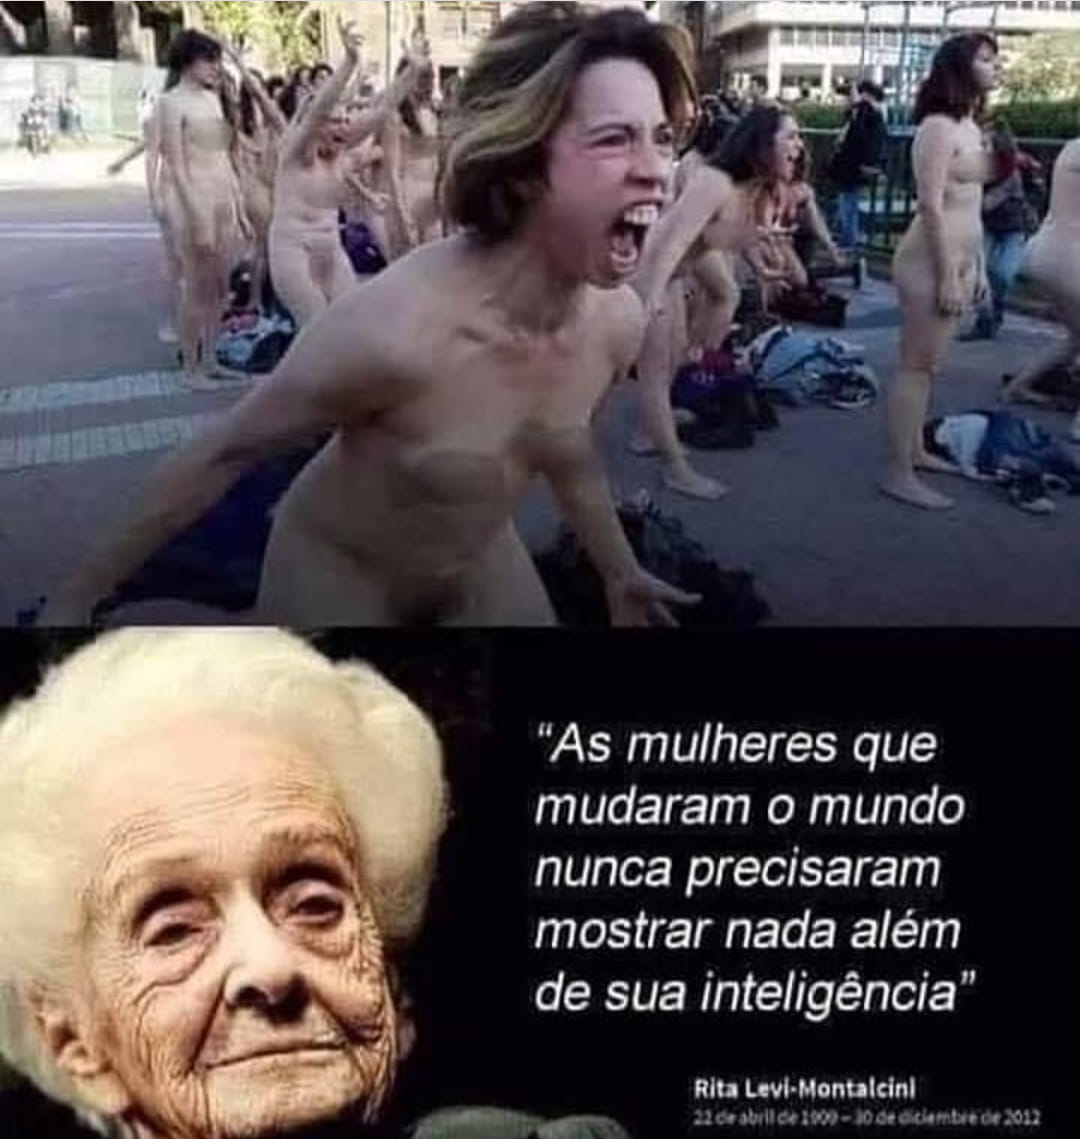 “As mulheres que
mudaram o mundo
nunca precisaram
mostrar nada além
de sua inteligência”
Rita Levi-Montalcini
22 de abril de 1909 – 30 de diciembre de 2012